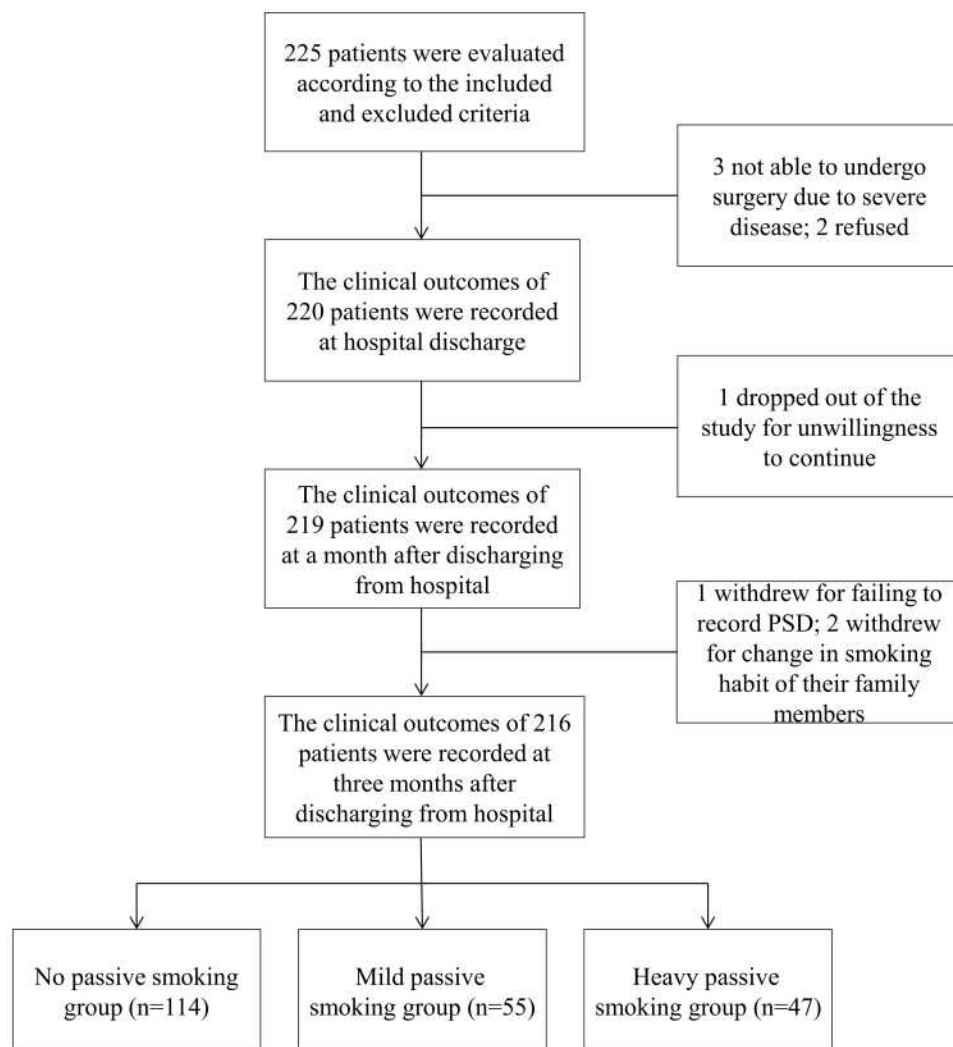 225 patients were evaluated
according to the included
and excluded criteria
3 not able to undergo
surgery due to severe
disease; 2 refused
The clinical outcomes of
220 patients were recorded
at hospital discharge
1 dropped out of the
study for unwillingness
to continue
The clinical outcomes of
219 patients were recorded
at a month after discharging
from hospital
1 withdrew for failing to
record PSD; 2 withdrew
for change in smoking
habit of their family
members
The clinical outcomes of 216
patients were recorded at
three months after
discharging from hospital
No passive smoking
group (n=114)
Mild passive
smoking group (n=55)
Heavy passive
smoking group (n=47)